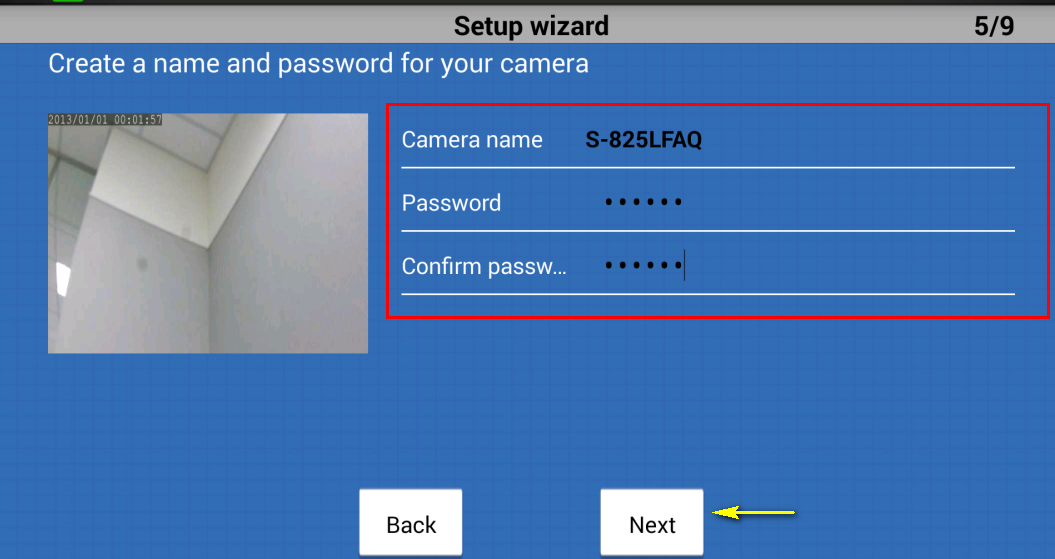 Setup wizard 5/9
Create a name and password for your camera
2013/01/01 00:01:57
Camera name S-825LFAQ
Password ••••••
Confirm passw... ••••••
Back Next